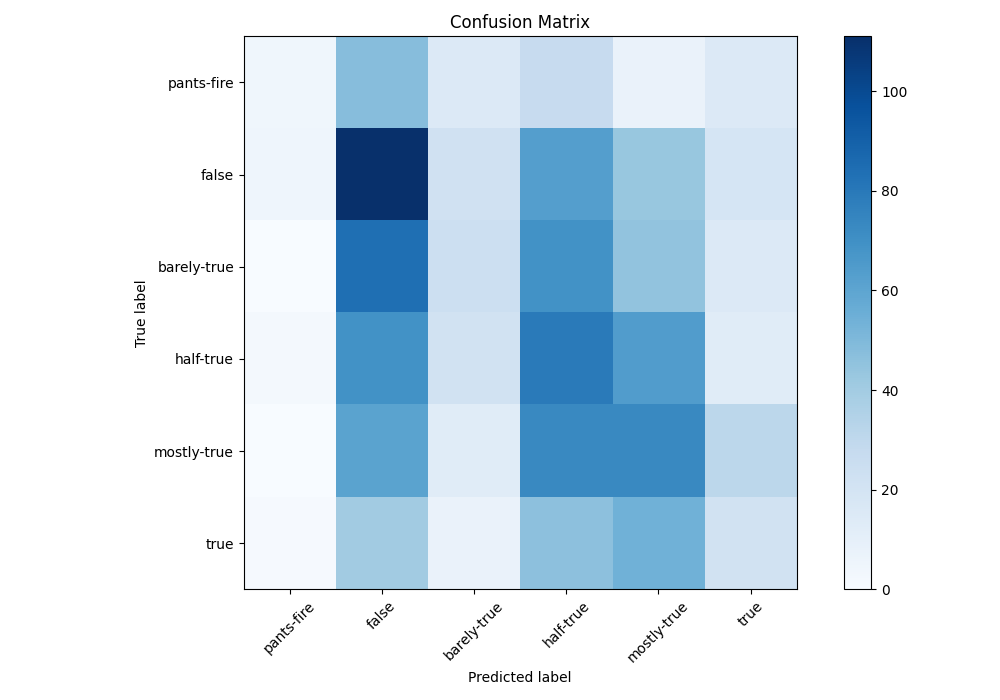 Confusion Matrix
pants-fire
false
barely-true
half-true
mostly-true
true
True label
pants-fire
false
barely-true
half-true
mostly-true
true
Predicted label
100
80
60
40
20
0